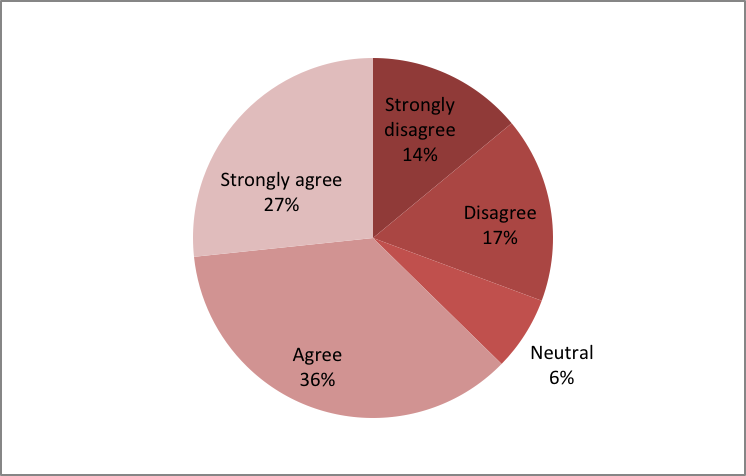 Strongly
disagree
14%
Disagree
17%
Neutral
6%
Agree
36%
Strongly agree
27%